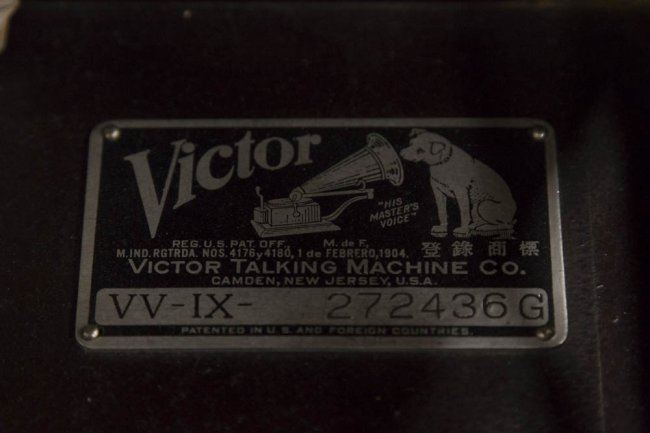 Victor
"HIS
MASTER'S
VOICE"
REG. U.S. PAT. OFF. M. de F.
M. IND. RGTRDA. NOS. 4176 y 4180, 1 de FEBRERO, 1904. 登錄商標
VICTOR TALKING MACHINE CO.
CAMDEN, NEW JERSEY, U.S.A.
VV-IX- 272436 G
PATENTED IN U.S. AND FOREIGN COUNTRIES.